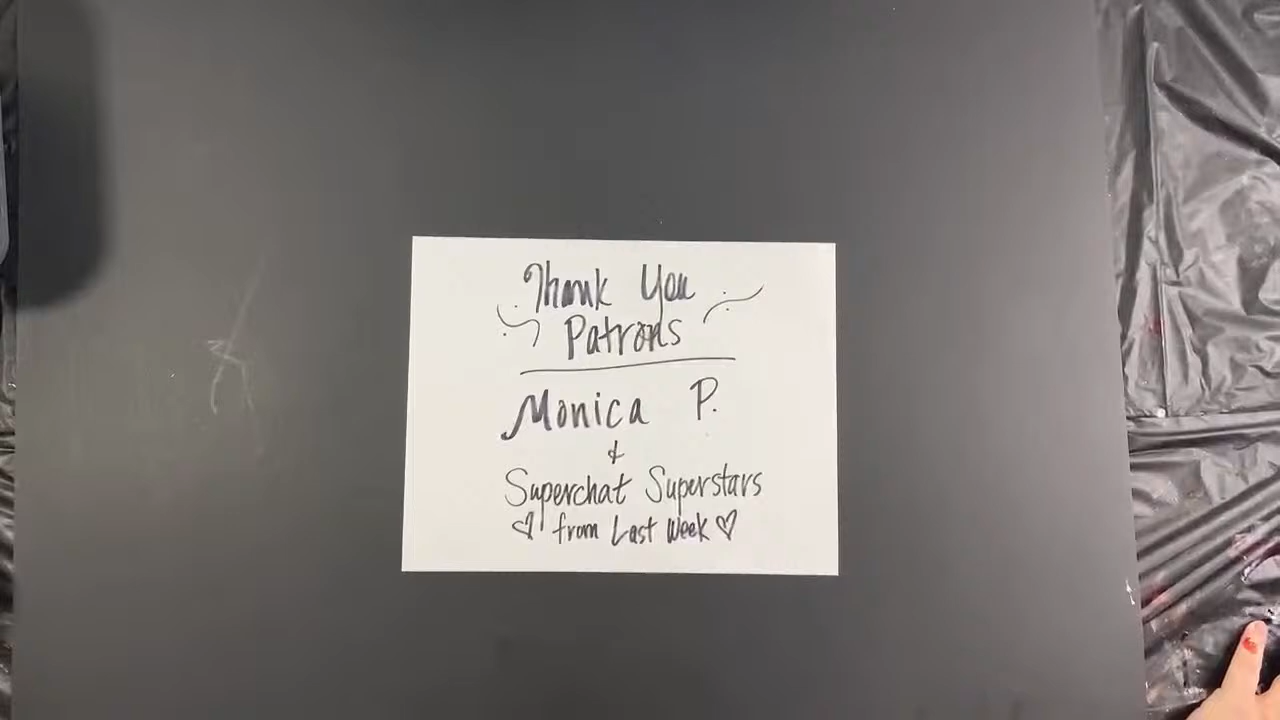 Thank You
Patrons
Monica P.
&
Superchat Superstars
♡ from Last Week ♡